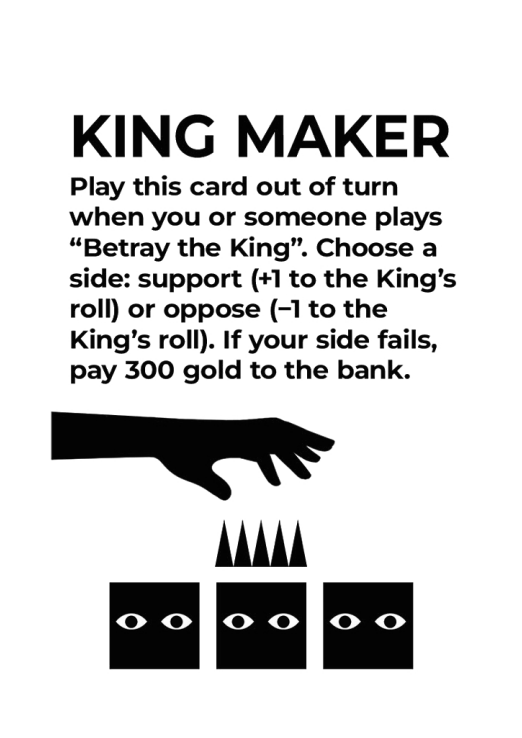 KING MAKER
Play this card out of turn
when you or someone plays
“Betray the King”. Choose a
side: support (+1 to the King’s
roll) or oppose (−1 to the
King’s roll). If your side fails,
pay 300 gold to the bank.